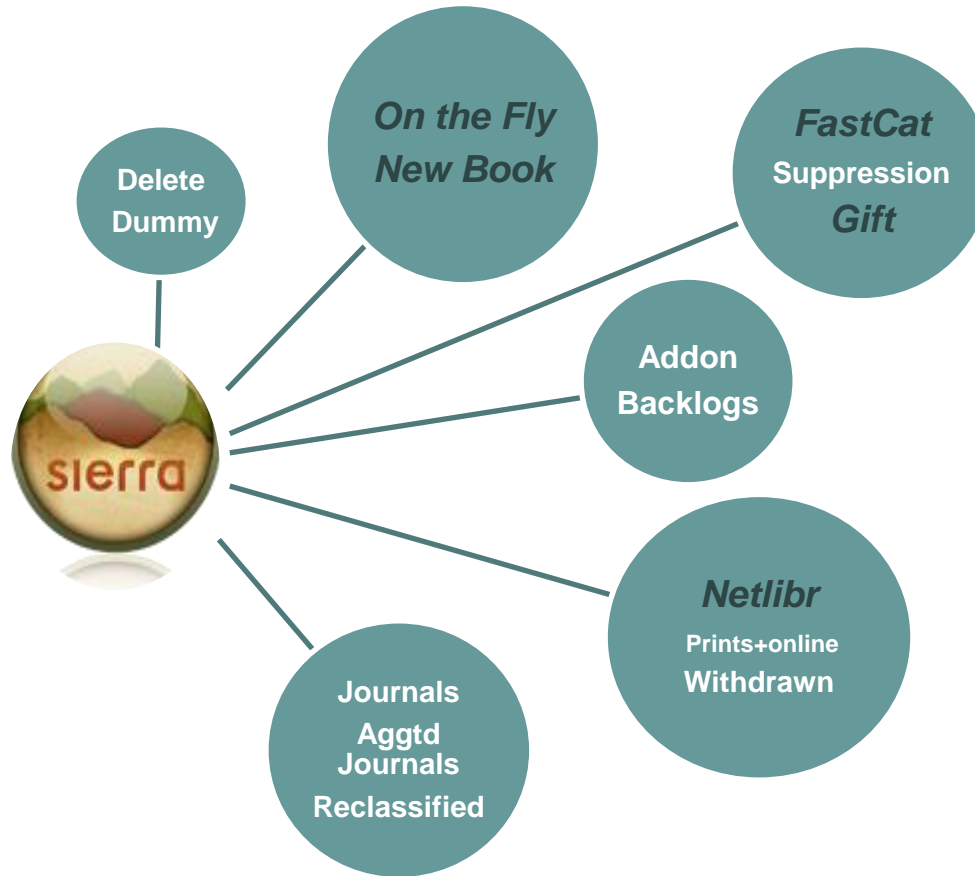 On the Fly
New Book
FastCat
Suppression
Gift
Delete
Dummy
Addon
Backlogs
sierra
Netlibr
Prints+online
Withdrawn
Journals
Aggtd
Journals
Reclassified